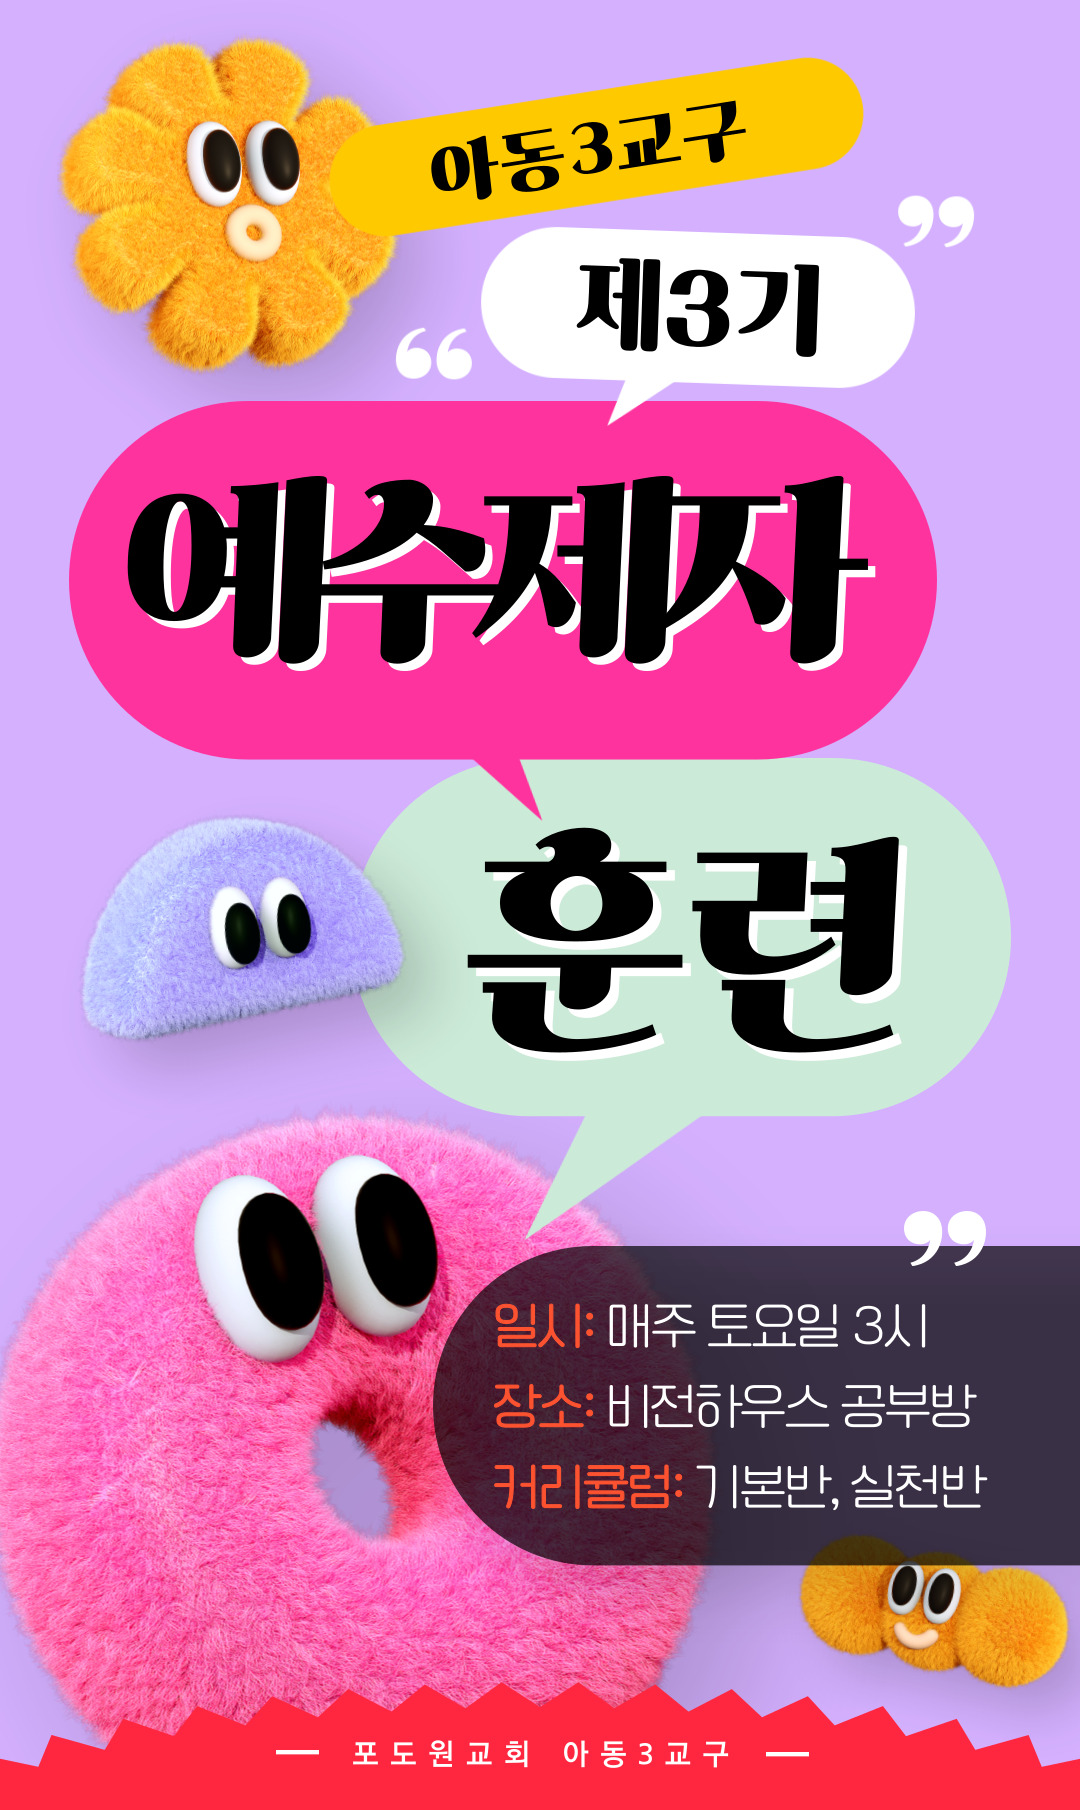 아동3교구
제3기
예수제자
훈련
일시: 매주 토요일 3시
장소: 비전하우스 공부방
커리큘럼: 기본반, 실천반
포도원교회 아동3교구